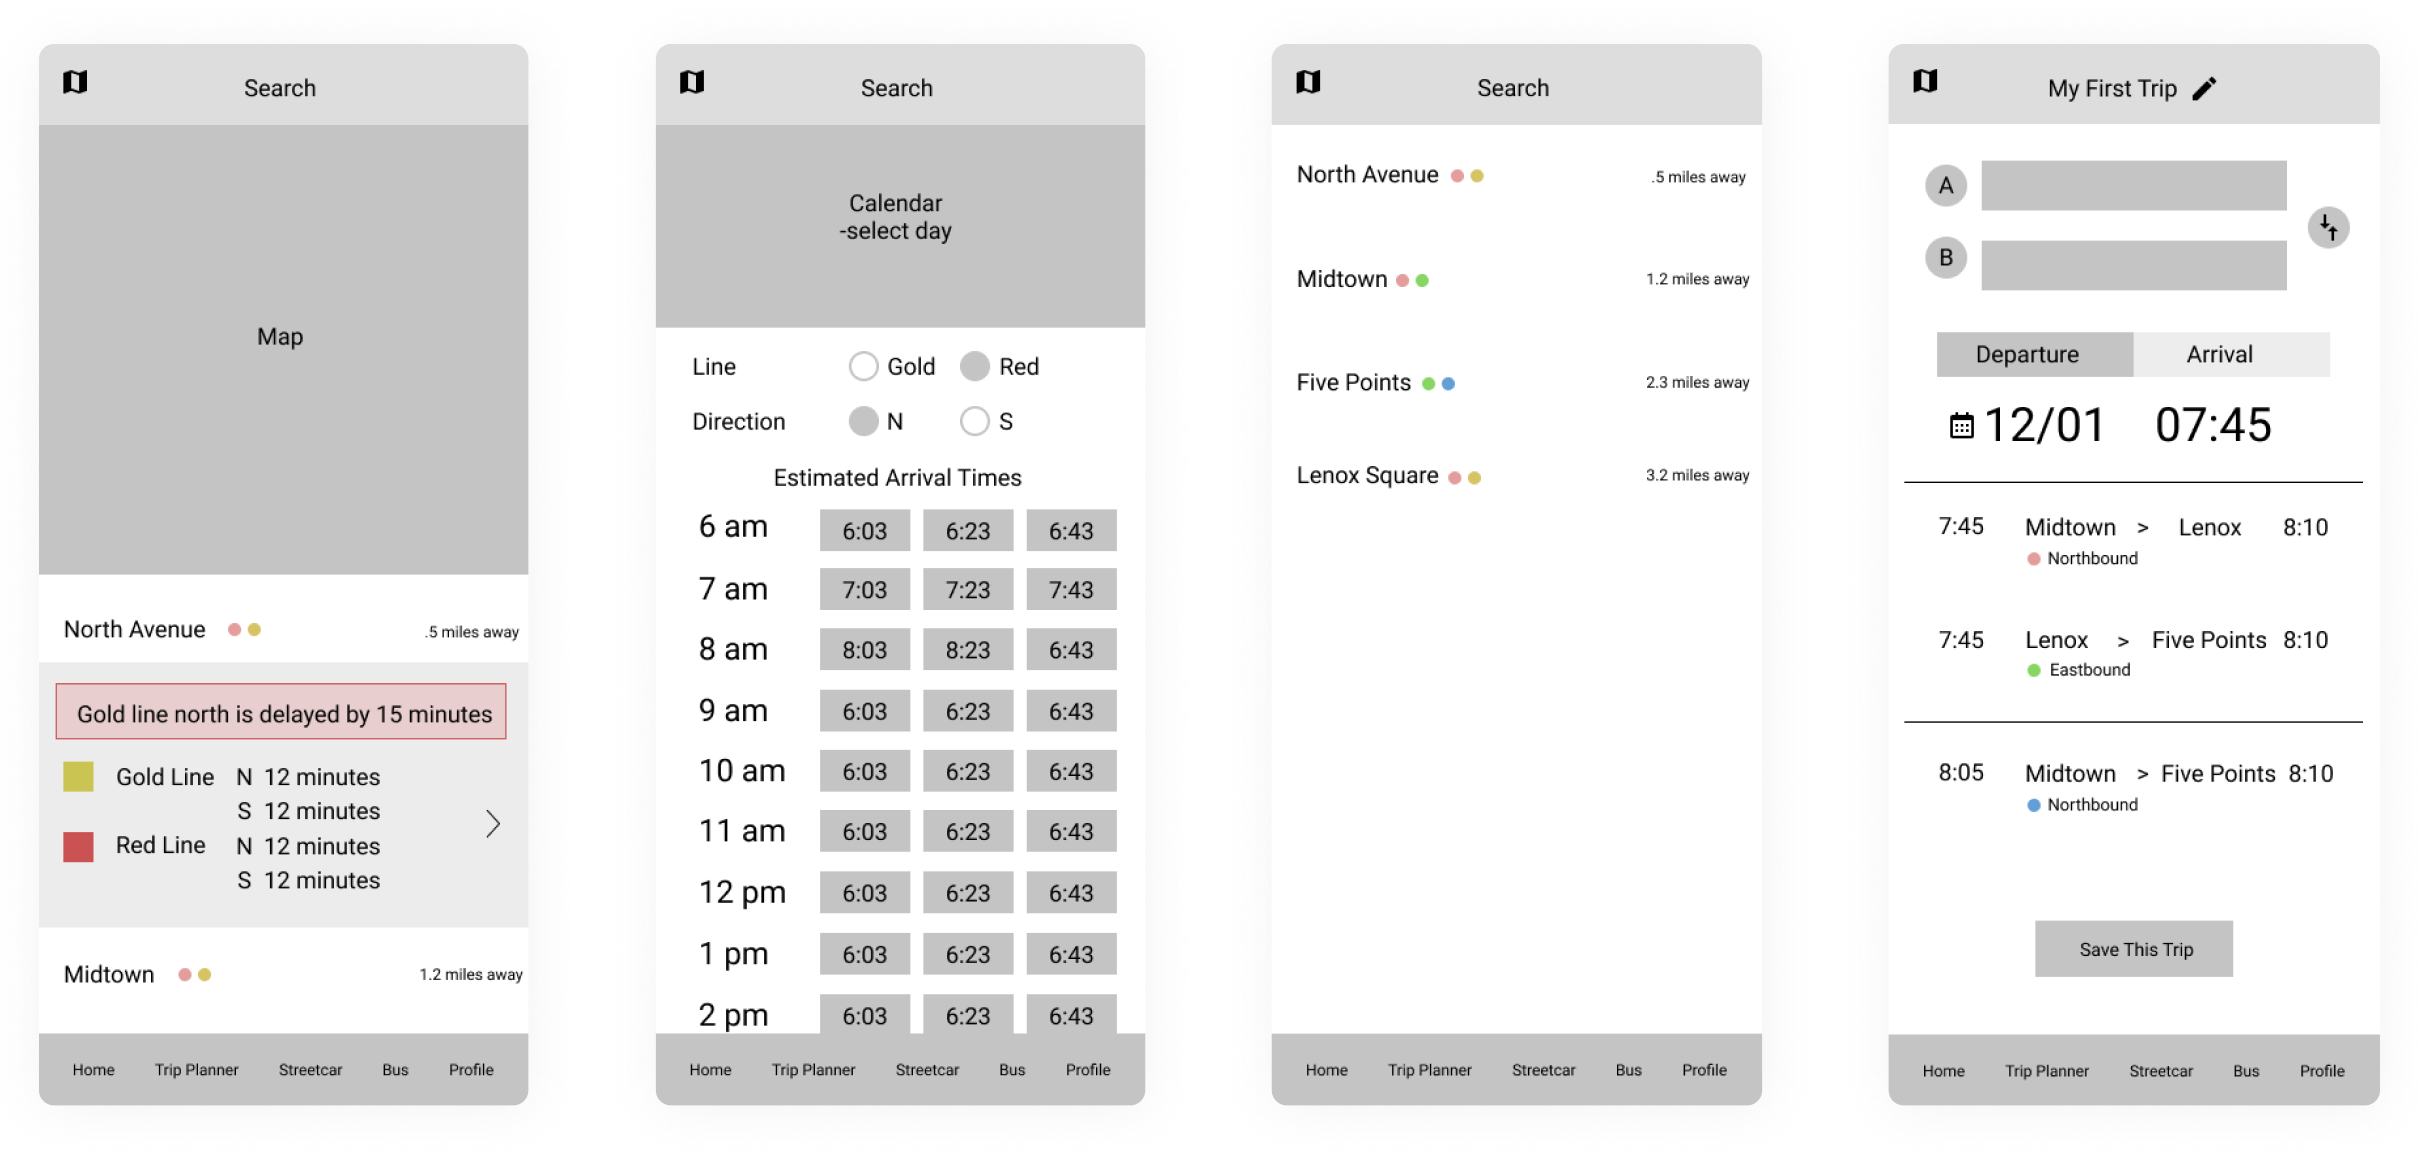 Search
Map
North Avenue .5 miles away
Gold line north is delayed by 15 minutes
Gold Line N 12 minutes
S 12 minutes
Red Line N 12 minutes
S 12 minutes
Midtown 1.2 miles away
Home Trip Planner Streetcar Bus Profile
Search
Calendar
-select day
Line Gold Red
Direction N S
Estimated Arrival Times
6 am 6:03 6:23 6:43
7 am 7:03 7:23 7:43
8 am 8:03 8:23 6:43
9 am 6:03 6:23 6:43
10 am 6:03 6:23 6:43
11 am 6:03 6:23 6:43
12 pm 6:03 6:23 6:43
1 pm 6:03 6:23 6:43
2 pm 6:03 6:23 6:43
Home Trip Planner Streetcar Bus Profile
Search
North Avenue .5 miles away
Midtown 1.2 miles away
Five Points 2.3 miles away
Lenox Square 3.2 miles away
Home Trip Planner Streetcar Bus Profile
My First Trip
A
B
Departure Arrival
12/01 07:45
7:45 Midtown > Lenox 8:10
Northbound
7:45 Lenox > Five Points 8:10
Eastbound
8:05 Midtown > Five Points 8:10
Northbound
Save This Trip
Home Trip Planner Streetcar Bus Profile